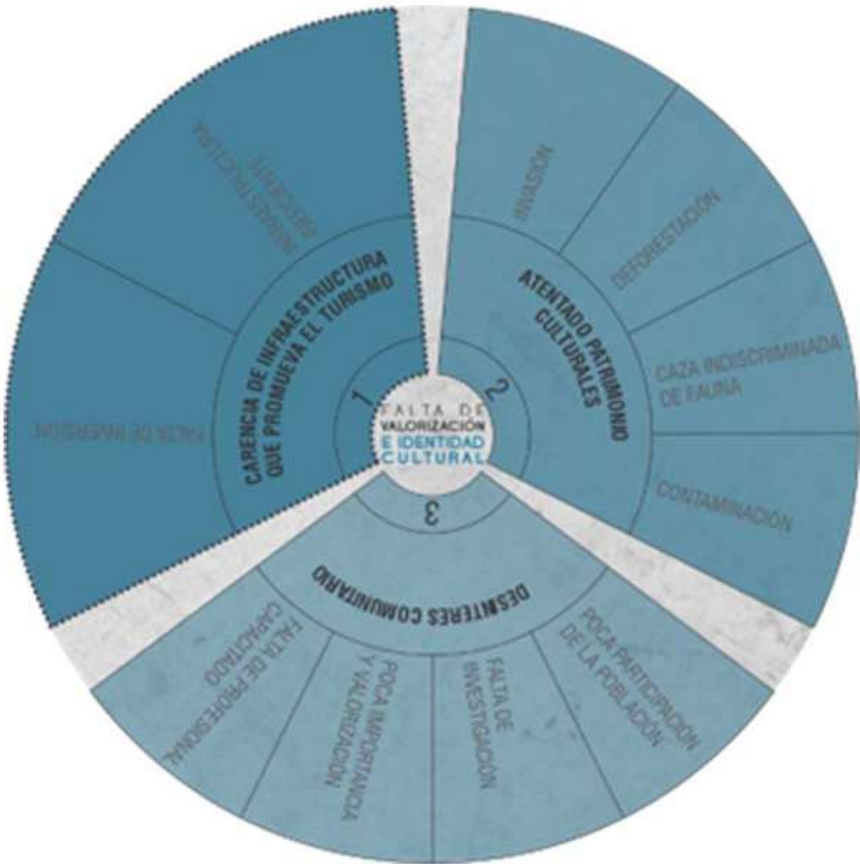 FALTA DE
VALORIZACIÓN
E IDENTIDAD
CULTURAL
1
CARENCIA DE INFRAESTRUCTURA
QUE PROMUEVA EL TURISMO
INFRAESTRUCTURA
DEFICIENTE
FALTA DE INVERSIÓN
2
ATENTADO PATRIMONIO
CULTURALES
INVASIÓN
DEFORESTACIÓN
CAZA INDISCRIMINADA
DE FAUNA
CONTAMINACIÓN
3
DESINTERES COMUNITARIO
POCA PARTICIPACIÓN
DE LA POBLACIÓN
FALTA DE
INVESTIGACIÓN
POCA IMPORTANCIA
Y VALORIZACIÓN
FALTA DE PROFESIONAL
CAPACITADO